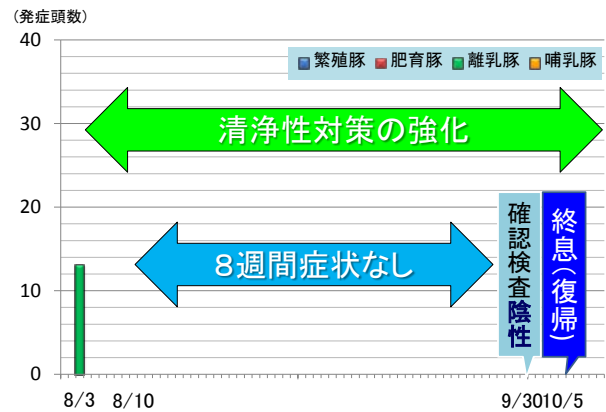 (発症頭数)
40
30
20
10
0
繁殖豚 肥育豚 離乳豚 哺乳豚
清浄性対策の強化
8週間症状なし
確認検査陰性
終息(復帰)
8/3 8/10 9/30 10/5